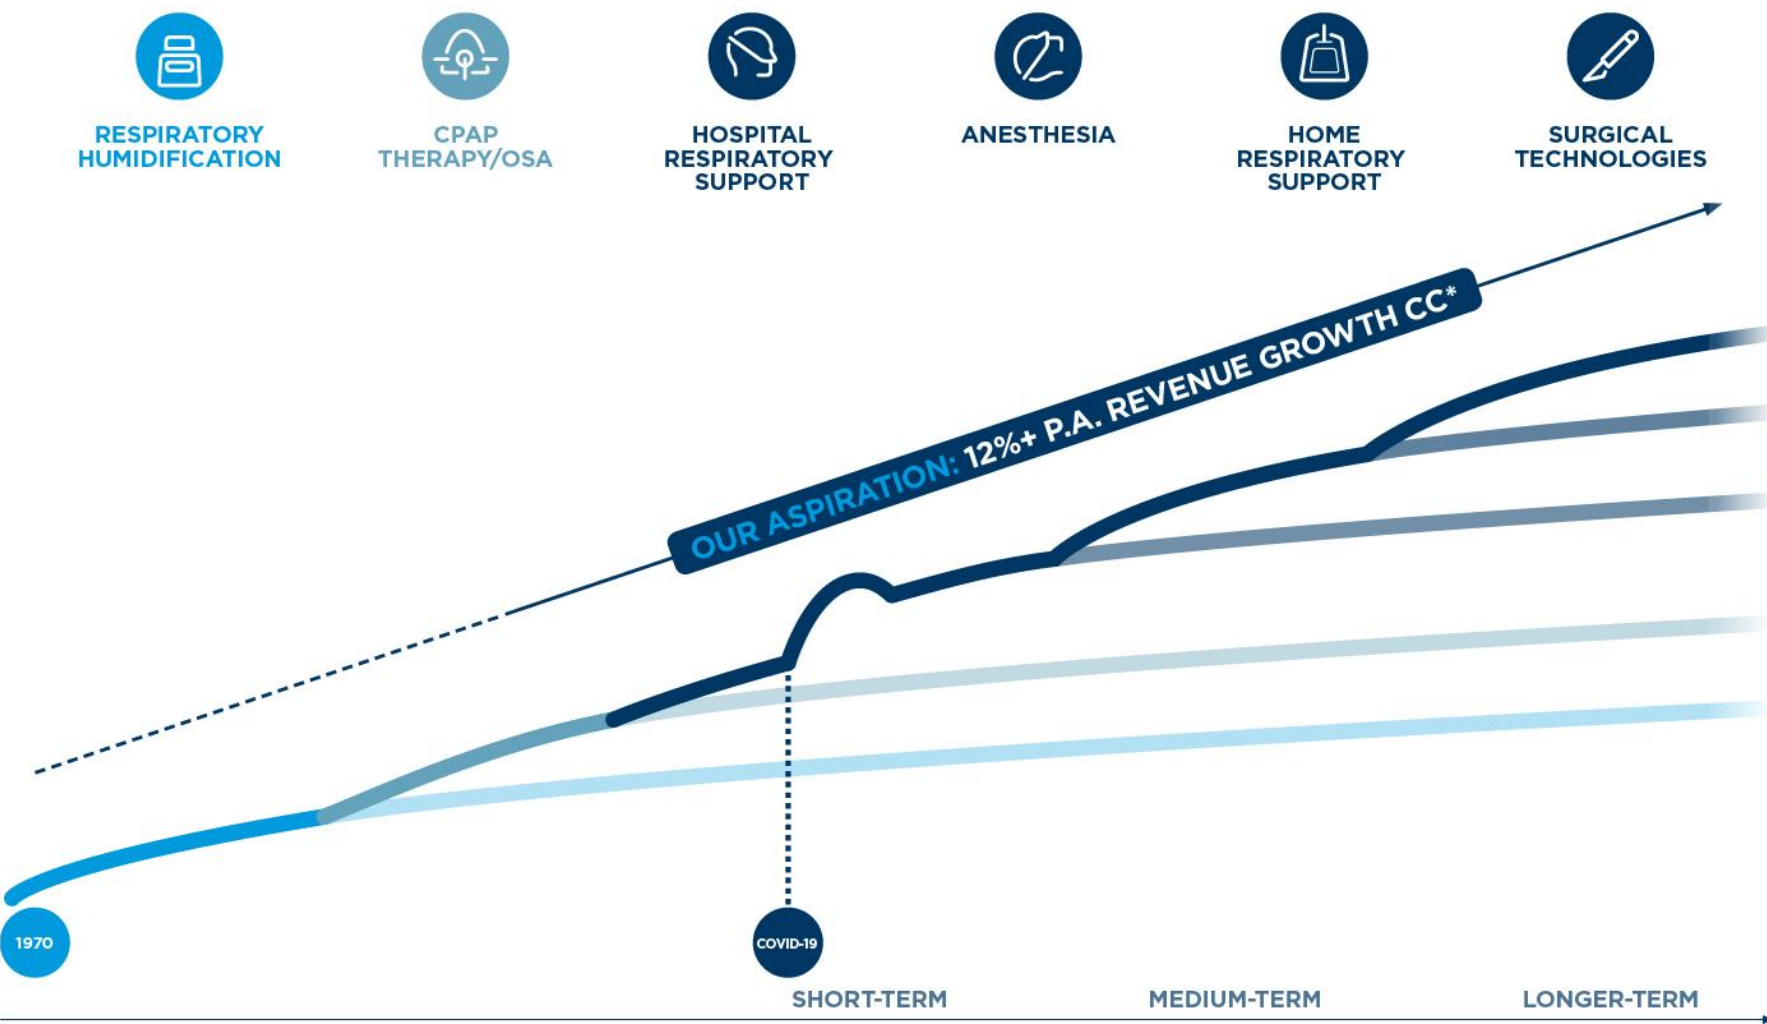 RESPIRATORY
HUMIDIFICATION
CPAP
THERAPY/OSA
HOSPITAL
RESPIRATORY
SUPPORT
ANESTHESIA
HOME
RESPIRATORY
SUPPORT
SURGICAL
TECHNOLOGIES
OUR ASPIRATION: 12%+ P.A. REVENUE GROWTH CC*
1970
COVID-19
SHORT-TERM
MEDIUM-TERM
LONGER-TERM